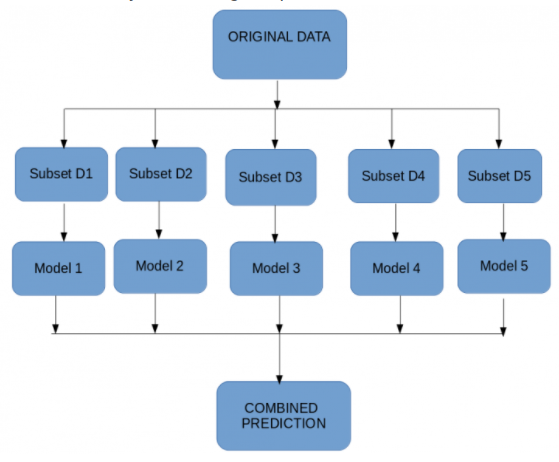 ORIGINAL DATA
Subset D1
Subset D2
Subset D3
Subset D4
Subset D5
Model 1
Model 2
Model 3
Model 4
Model 5
COMBINED
PREDICTION